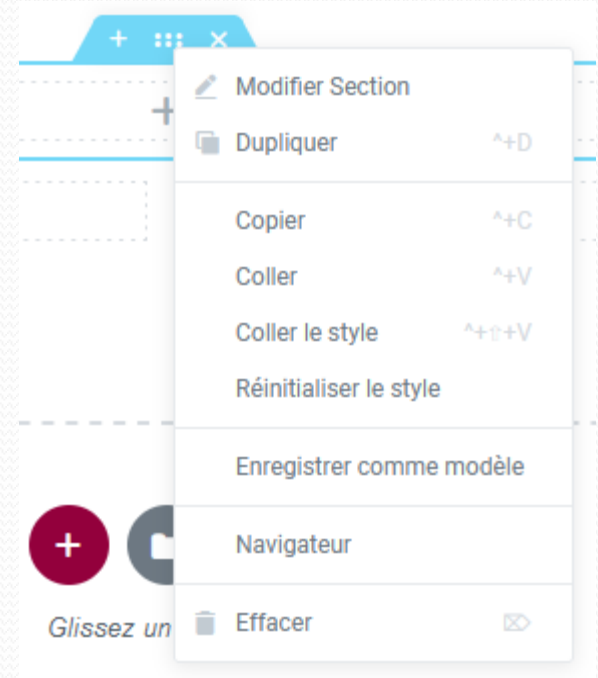 Modifier Section
Dupliquer ^+D
Copier ^+C
Coller ^+V
Coller le style ^+⇧+V
Réinitialiser le style
Enregistrer comme modèle
Navigateur
Glissez un
Effacer ⌦